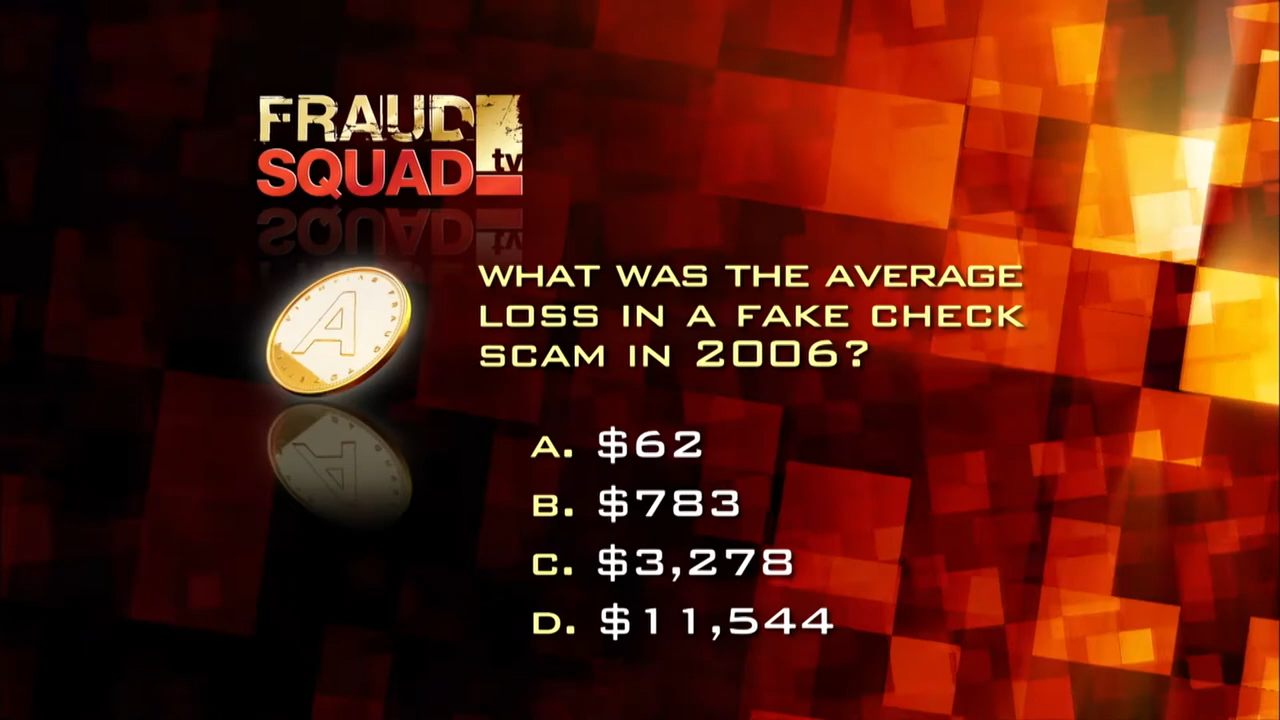 FRAUD
SQUAD tv
WHAT WAS THE AVERAGE
LOSS IN A FAKE CHECK
SCAM IN 2006?
A. $62
B. $783
C. $3,278
D. $11,544
A